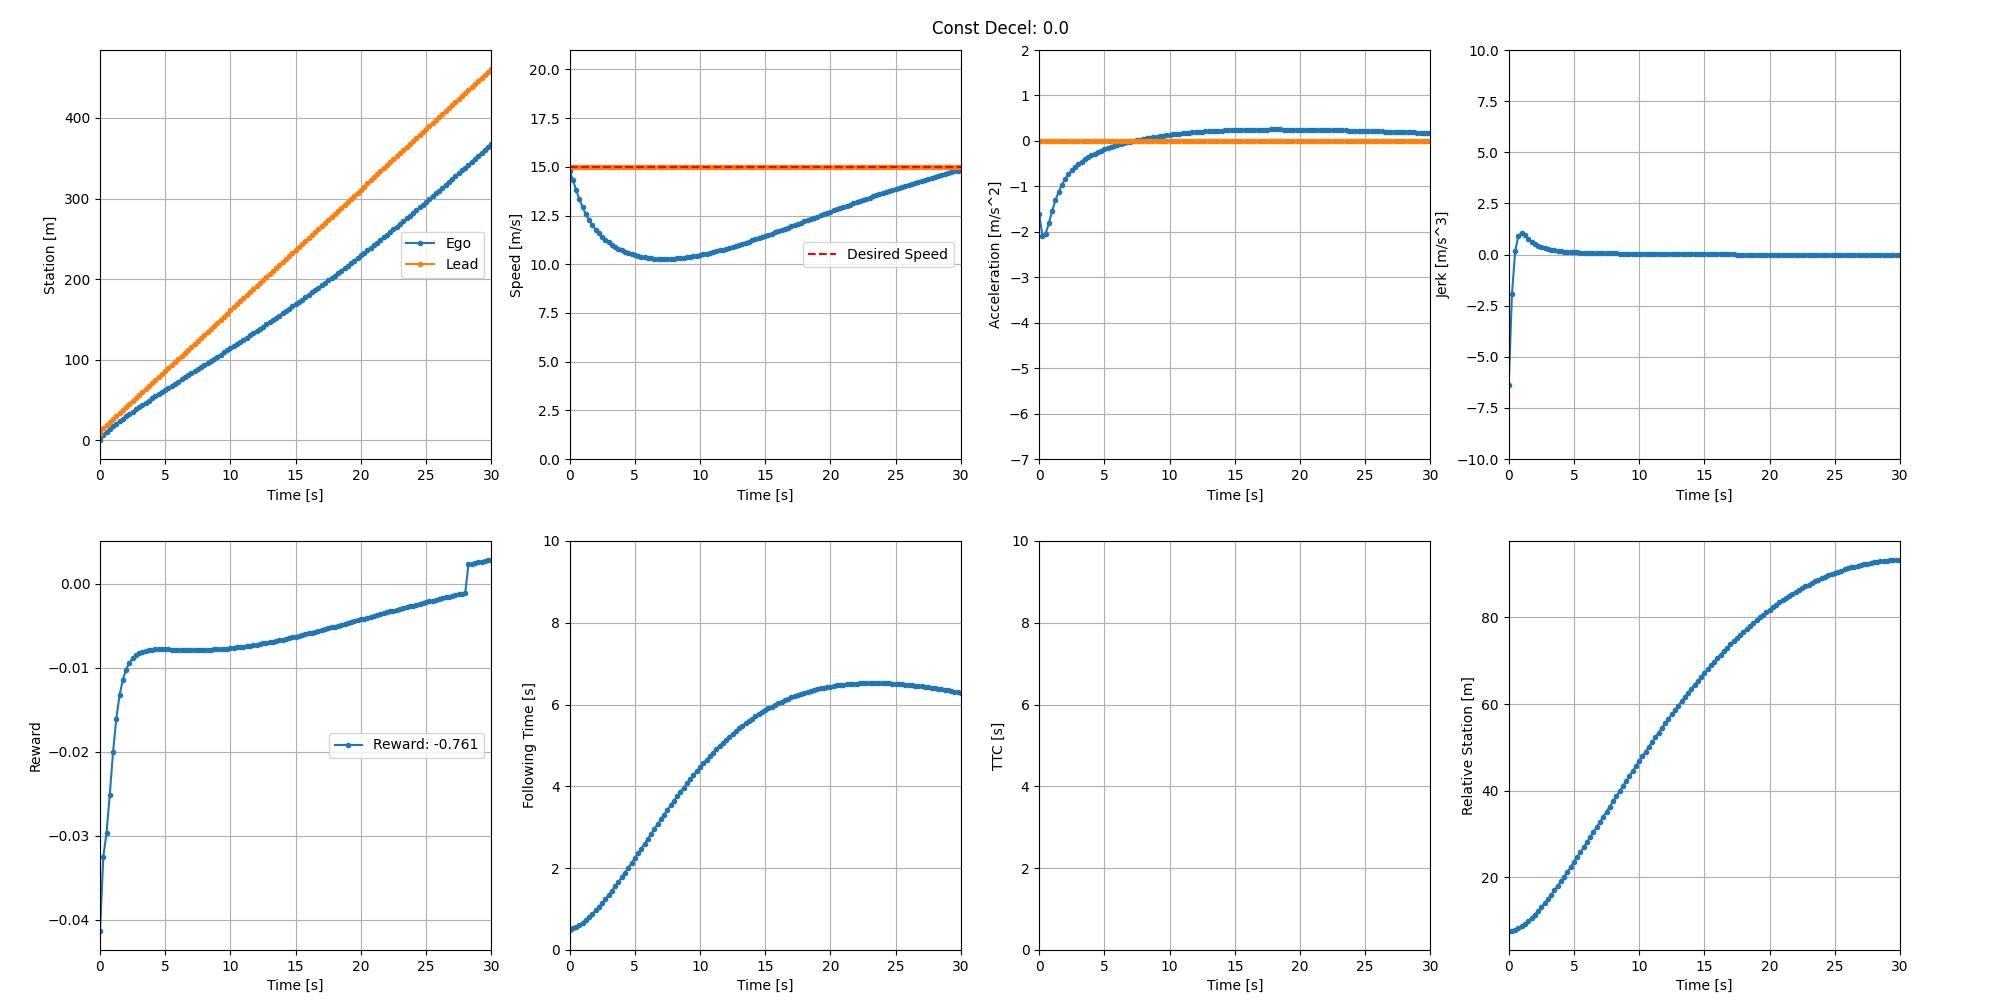 Const Decel: 0.0
Station [m]
400
300
200
100
0
0 5 10 15 20 25 30
Time [s]
Ego
Lead
Speed [m/s]
20.0
17.5
15.0
12.5
10.0
7.5
5.0
2.5
0.0
0 5 10 15 20 25 30
Time [s]
Desired Speed
Acceleration [m/s^2]
2
1
0
−1
−2
−3
−4
−5
−6
−7
0 5 10 15 20 25 30
Time [s]
Jerk [m/s^3]
10.0
7.5
5.0
2.5
0.0
−2.5
−5.0
−7.5
−10.0
0 5 10 15 20 25 30
Time [s]
Reward
0.00
−0.01
−0.02
−0.03
−0.04
0 5 10 15 20 25 30
Time [s]
Reward: -0.761
Following Time [s]
10
8
6
4
2
0
0 5 10 15 20 25 30
Time [s]
TTC [s]
10
8
6
4
2
0
0 5 10 15 20 25 30
Time [s]
Relative Station [m]
80
60
40
20
0 5 10 15 20 25 30
Time [s]